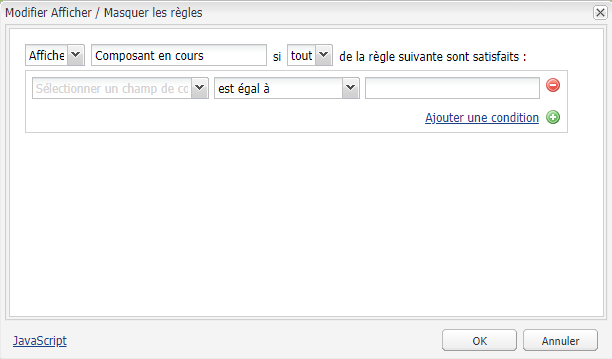 Modifier Afficher / Masquer les règles
Affiche Composant en cours si tout de la règle suivante sont satisfaits :
Sélectionner un champ de co est égal à
Ajouter une condition
JavaScript OK Annuler